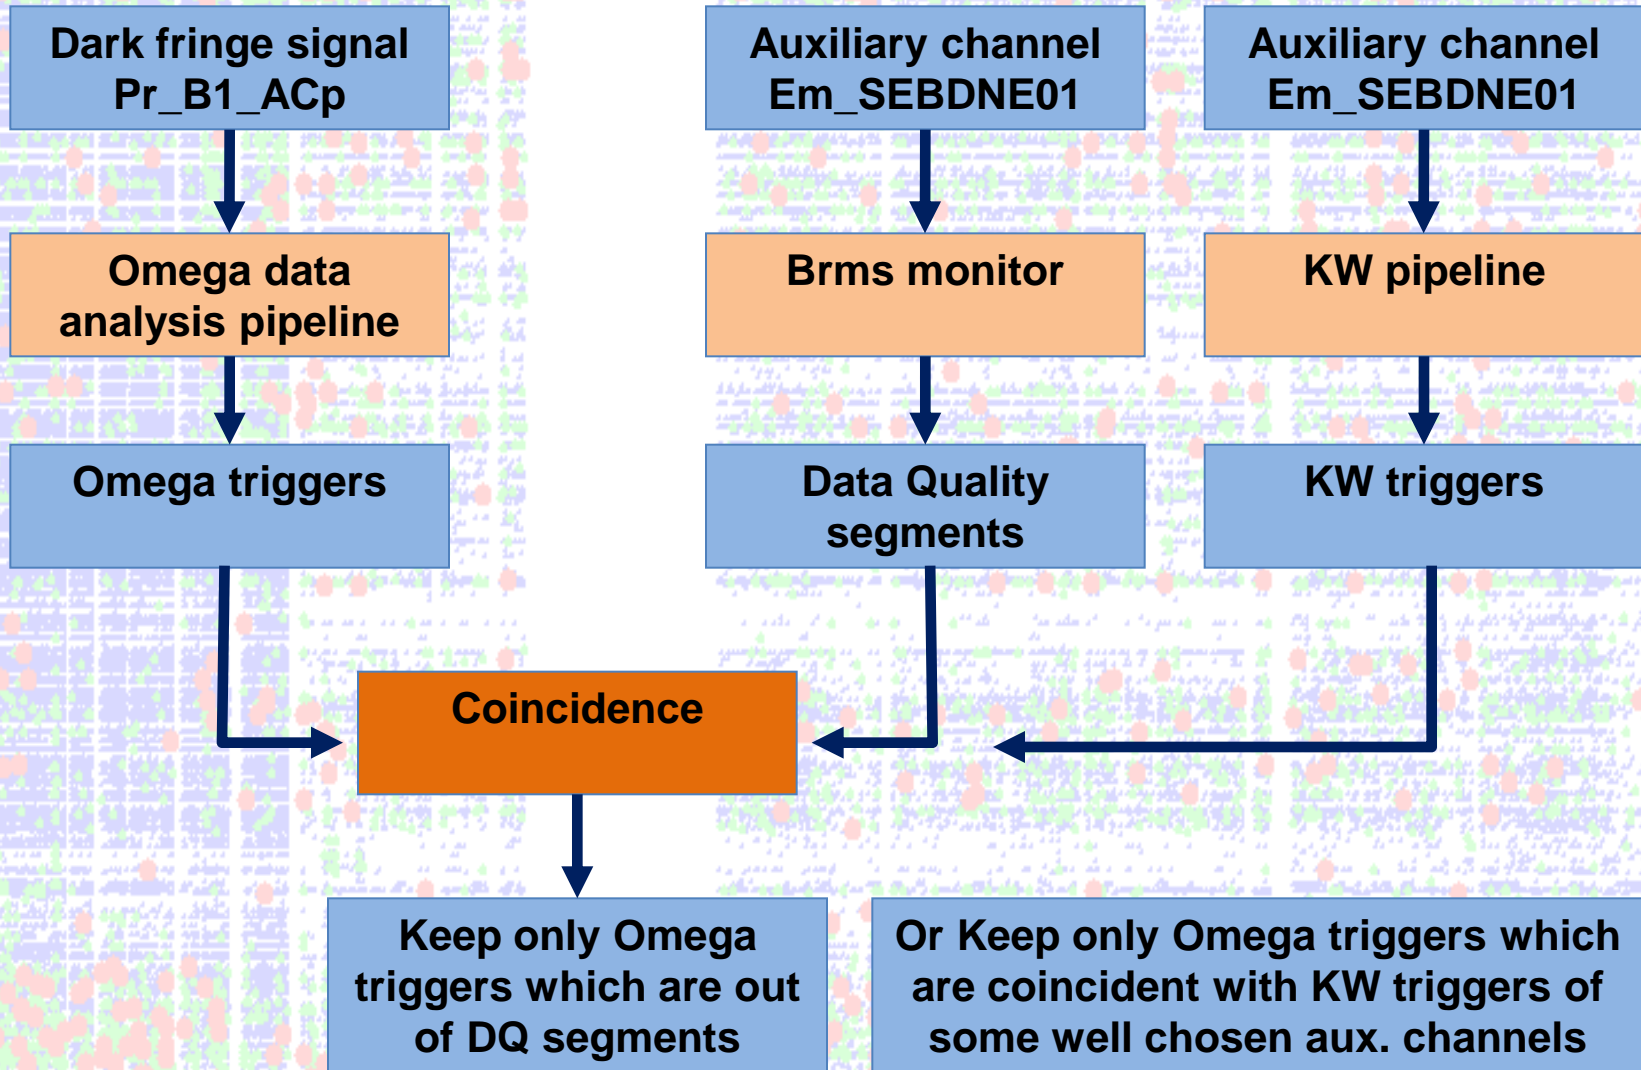 Dark fringe signal
Pr_B1_ACp
Auxiliary channel
Em_SEBDNE01
Auxiliary channel
Em_SEBDNE01
Omega data
analysis pipeline
Brms monitor
KW pipeline
Omega triggers
Data Quality
segments
KW triggers
Coincidence
Keep only Omega
triggers which are out
of DQ segments
Or Keep only Omega triggers which
are coincident with KW triggers of
some well chosen aux. channels